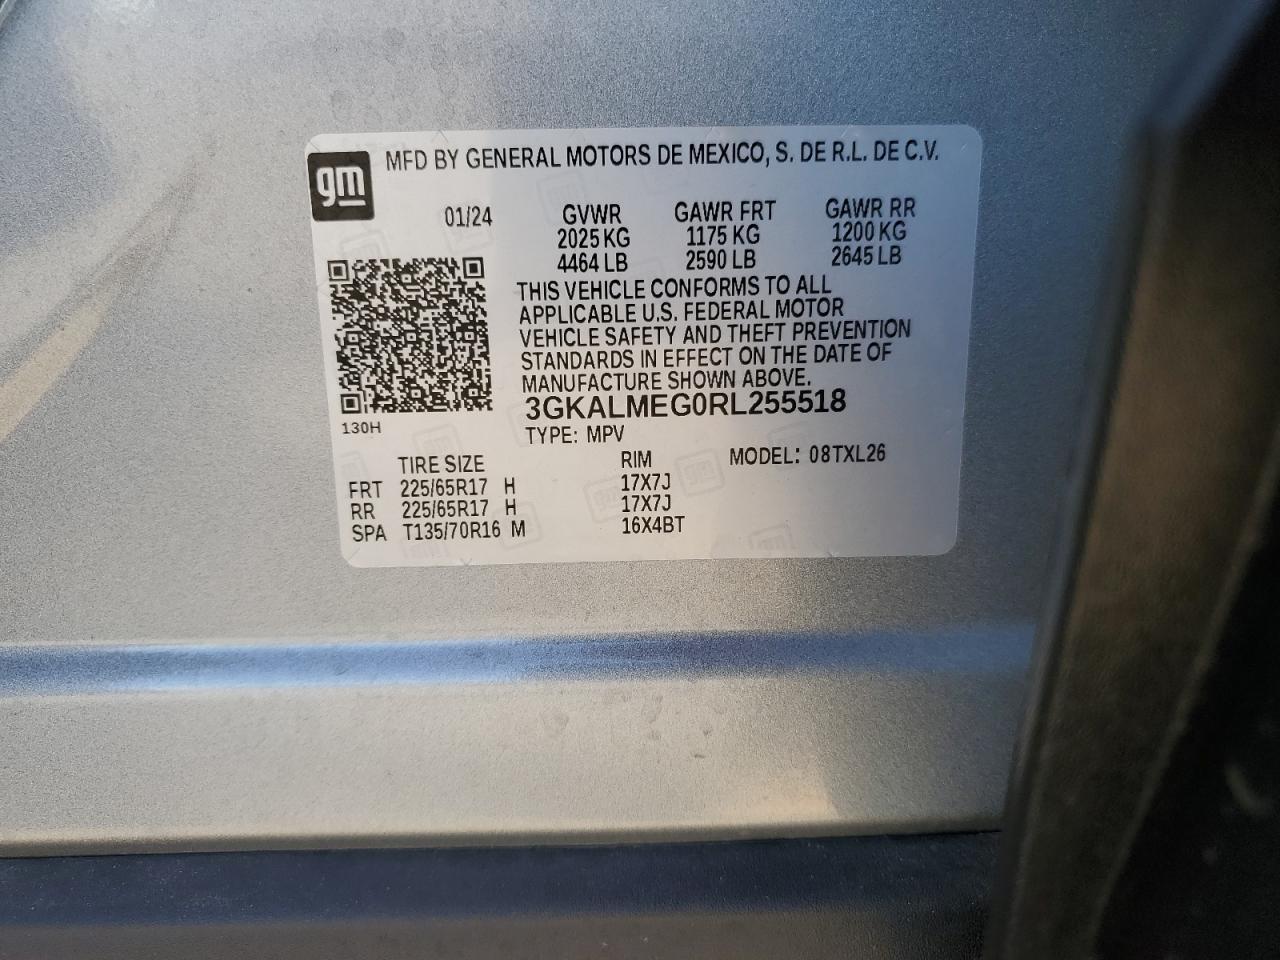 gm
MFD BY GENERAL MOTORS DE MEXICO, S. DE R.L. DE C.V.
01/24 GVWR GAWR FRT GAWR RR
2025 KG 1175 KG 1200 KG
4464 LB 2590 LB 2645 LB
THIS VEHICLE CONFORMS TO ALL
APPLICABLE U.S. FEDERAL MOTOR
VEHICLE SAFETY AND THEFT PREVENTION
STANDARDS IN EFFECT ON THE DATE OF
MANUFACTURE SHOWN ABOVE.
3GKALMEG0RL255518
130H
TYPE: MPV
MODEL: 08TXL26
TIRE SIZE RIM
FRT 225/65R17 H 17X7J
RR 225/65R17 H 17X7J
SPA T135/70R16 M 16X4BT